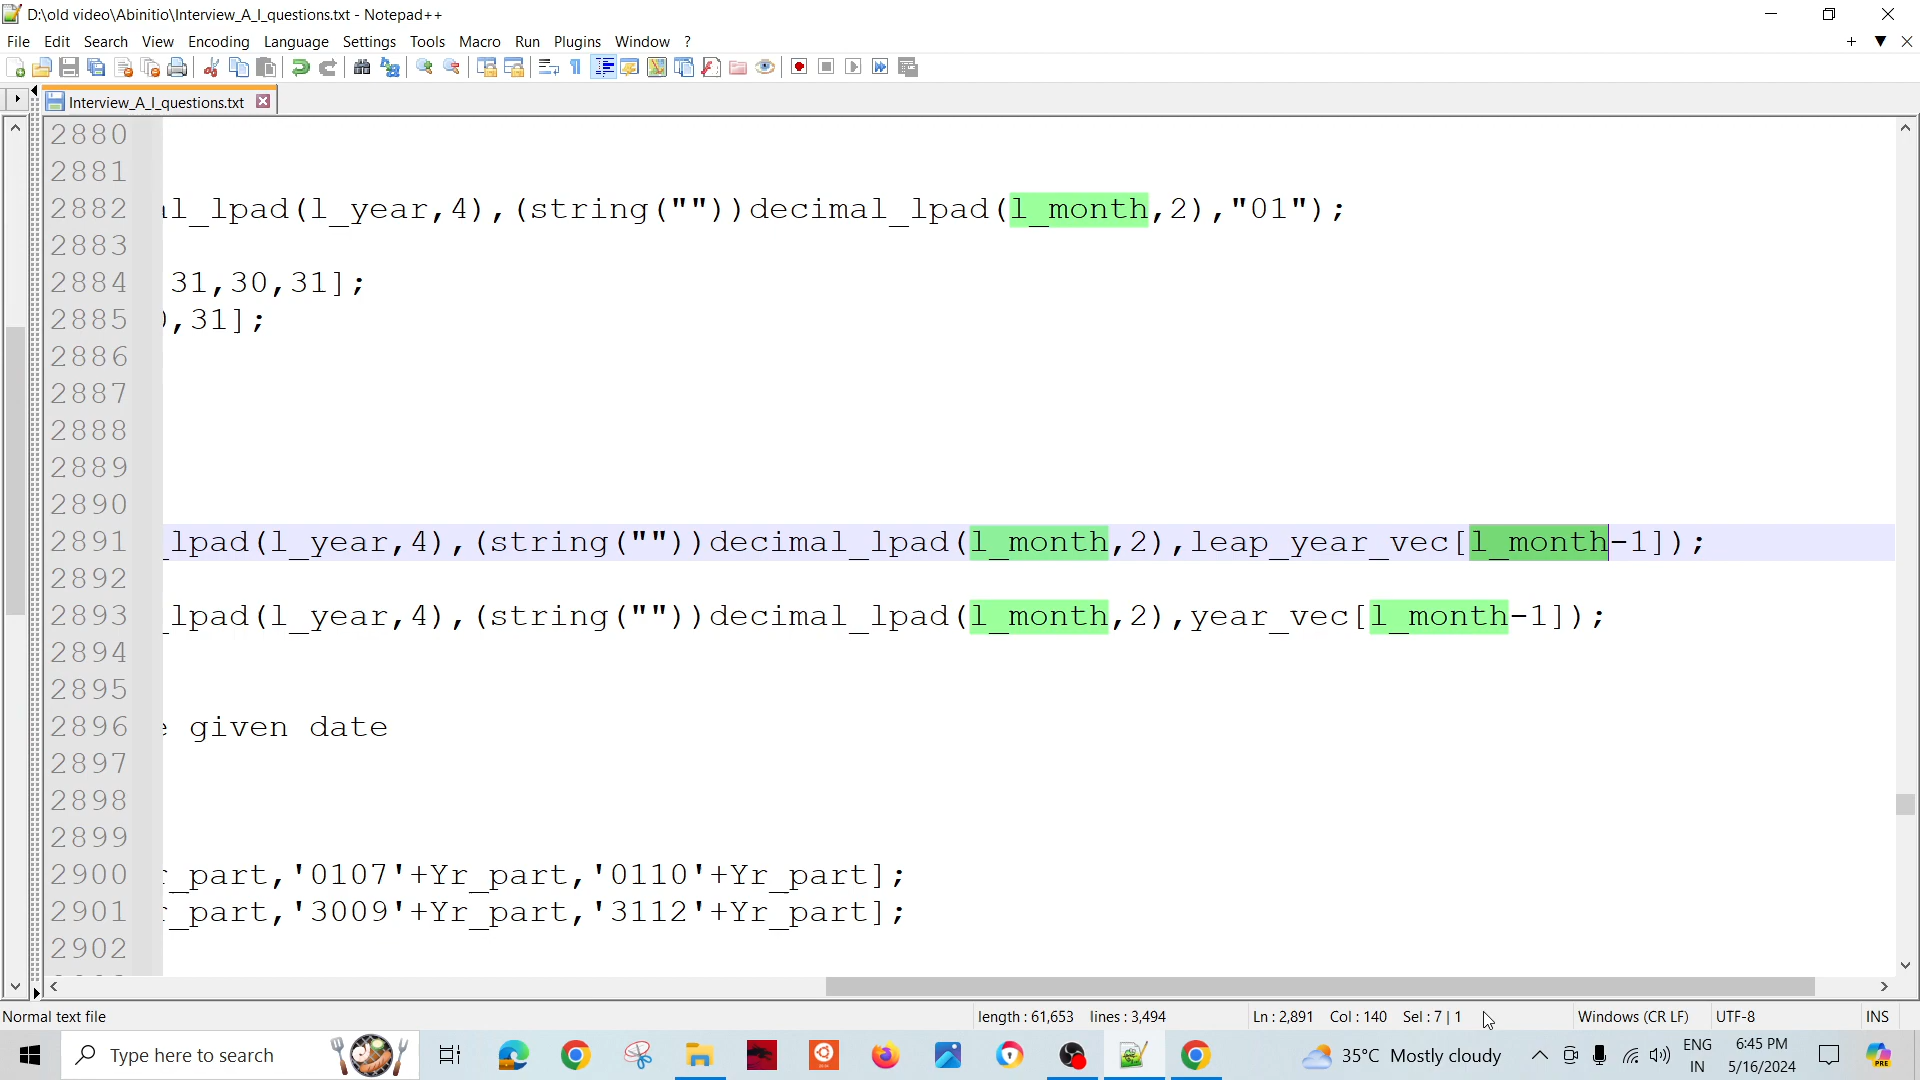 D:\old video\Abinitio\Interview_A_I_questions.txt - Notepad++
File Edit Search View Encoding Language Settings Tools Macro Run Plugins Window ?
Interview_A_I_questions.txt
2880
2881
2882 al_lpad(l_year,4),(string(""))decimal_lpad(l_month,2),"01");
2883
2884 31,30,31];
2885 ,31];
2886
2887
2888
2889
2890
2891 _lpad(l_year,4),(string(""))decimal_lpad(l_month,2),leap_year_vec[l_month-1]);
2892
2893 _lpad(l_year,4),(string(""))decimal_lpad(l_month,2),year_vec[l_month-1]);
2894
2895
2896 e given date
2897
2898
2899
2900 r_part,'0107'+Yr_part,'0110'+Yr_part];
2901 r_part,'3009'+Yr_part,'3112'+Yr_part];
2902
Normal text file length : 61,653 lines : 3,494 Ln : 2,891 Col : 140 Sel : 7 | 1 Windows (CR LF) UTF-8 INS
Type here to search 35°C Mostly cloudy ENG IN 6:45 PM 5/16/2024